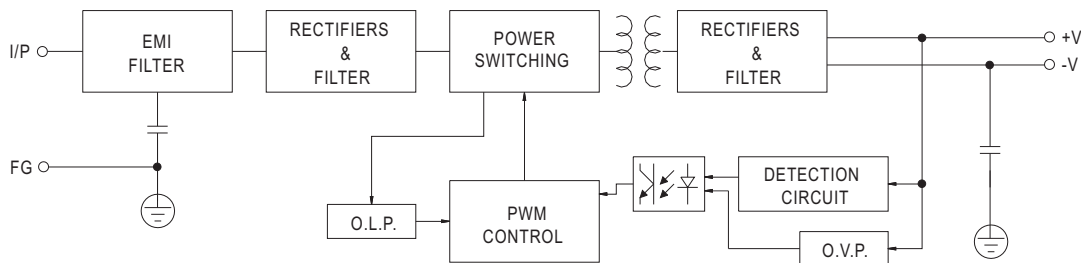 I/P
EMI
FILTER
RECTIFIERS
&
FILTER
POWER
SWITCHING
RECTIFIERS
&
FILTER
+V
-V
FG
O.L.P.
PWM
CONTROL
DETECTION
CIRCUIT
O.V.P.